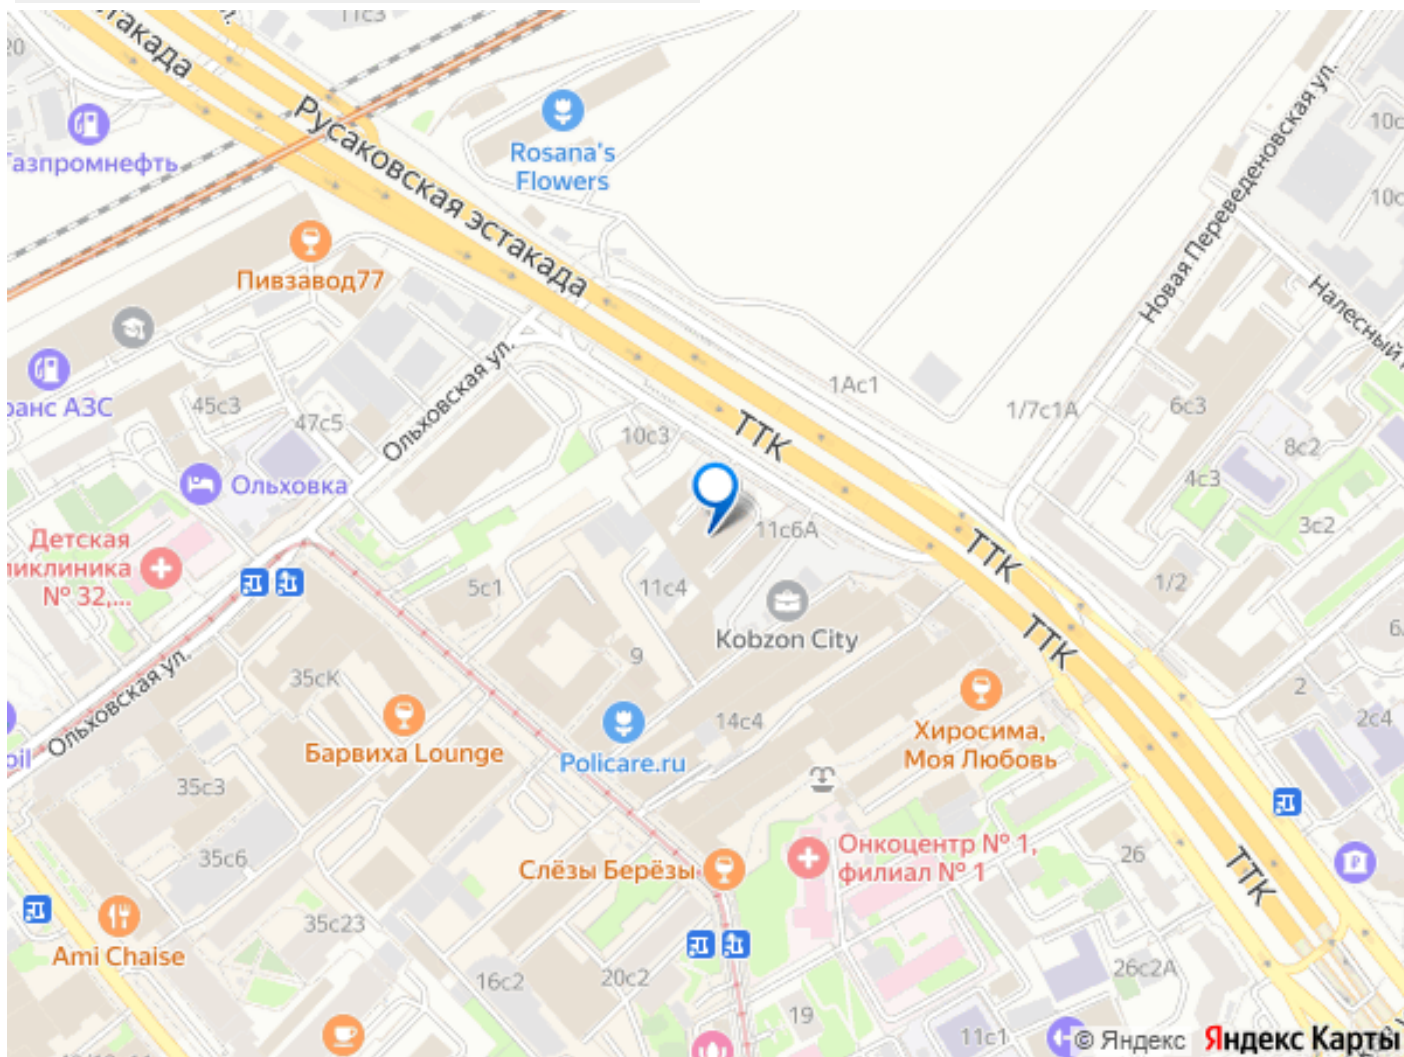 11с3
Русаковская эстакада
Газпромнефть
Rosana's
Flowers
Пивзавод77
Новая Переведеновская ул.
10с
10с
Налесный
20
1Ас1
1/7с1А
6с3
8с2
4с3
3с2
1/2
45с3
47с5
Ольховская ул.
10с3
ТТК
Ольховка
11с6А
Детская
№ 32,...
5с1
11с4
ТТК
Kobzon City
ТТК
9
35сК
Ольховская ул.
Барвиха Lounge
14с4
Policare.ru
Хиросима,
Моя Любовь
2
2с4
35с3
35с6
Слёзы Берёзы
Онкоцентр № 1,
филиал № 1
26
ТТК
Ami Chaise
35с23
16с2
20с2
26с2А
19
11с1
© Яндекс Яндекс Карты